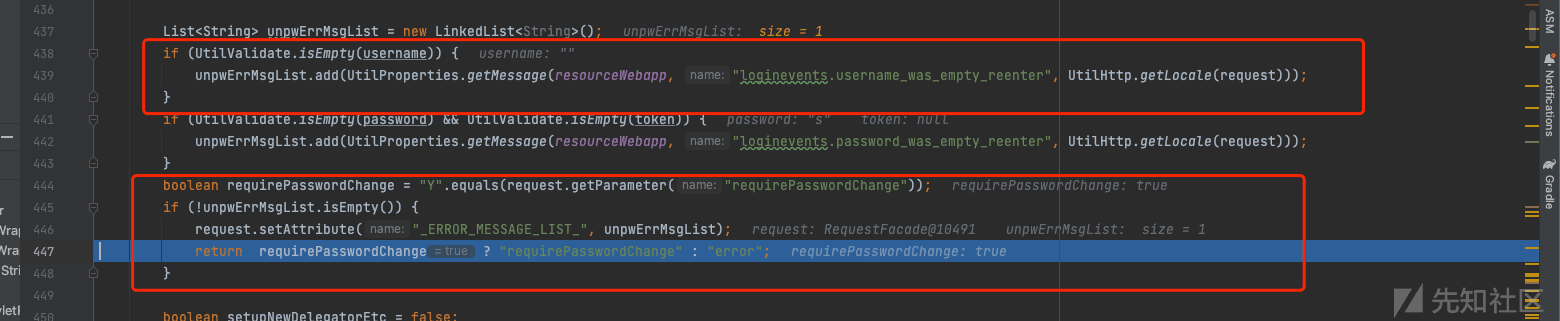 436
437 List<String> unpwErrMsgList = new LinkedList<String>(); unpwErrMsgList: size = 1
438 if (UtilValidate.isEmpty(username)) { username: ""
439 unpwErrMsgList.add(UtilProperties.getMessage(resourceWebapp, name: "loginevents.username_was_empty_reenter", UtilHttp.getLocale(request)));
440 }
441 if (UtilValidate.isEmpty(password) && UtilValidate.isEmpty(token)) { password: "s" token: null
442 unpwErrMsgList.add(UtilProperties.getMessage(resourceWebapp, name: "loginevents.password_was_empty_reenter", UtilHttp.getLocale(request)));
443 }
444 boolean requirePasswordChange = "Y".equals(request.getParameter( name: "requirePasswordChange")); requirePasswordChange: true
445 if (!unpwErrMsgList.isEmpty()) {
446 request.setAttribute( name: "_ERROR_MESSAGE_LIST_", unpwErrMsgList); request: RequestFacade@10491 unpwErrMsgList: size = 1
447 return requirePasswordChange = true ? "requirePasswordChange" : "error"; requirePasswordChange: true
448 }
449
450 boolean setupNewDelegatorEtc = false;
r
Wrap
Wra
Stri
vletF
ASM
Notifications
Gradle
先知社区